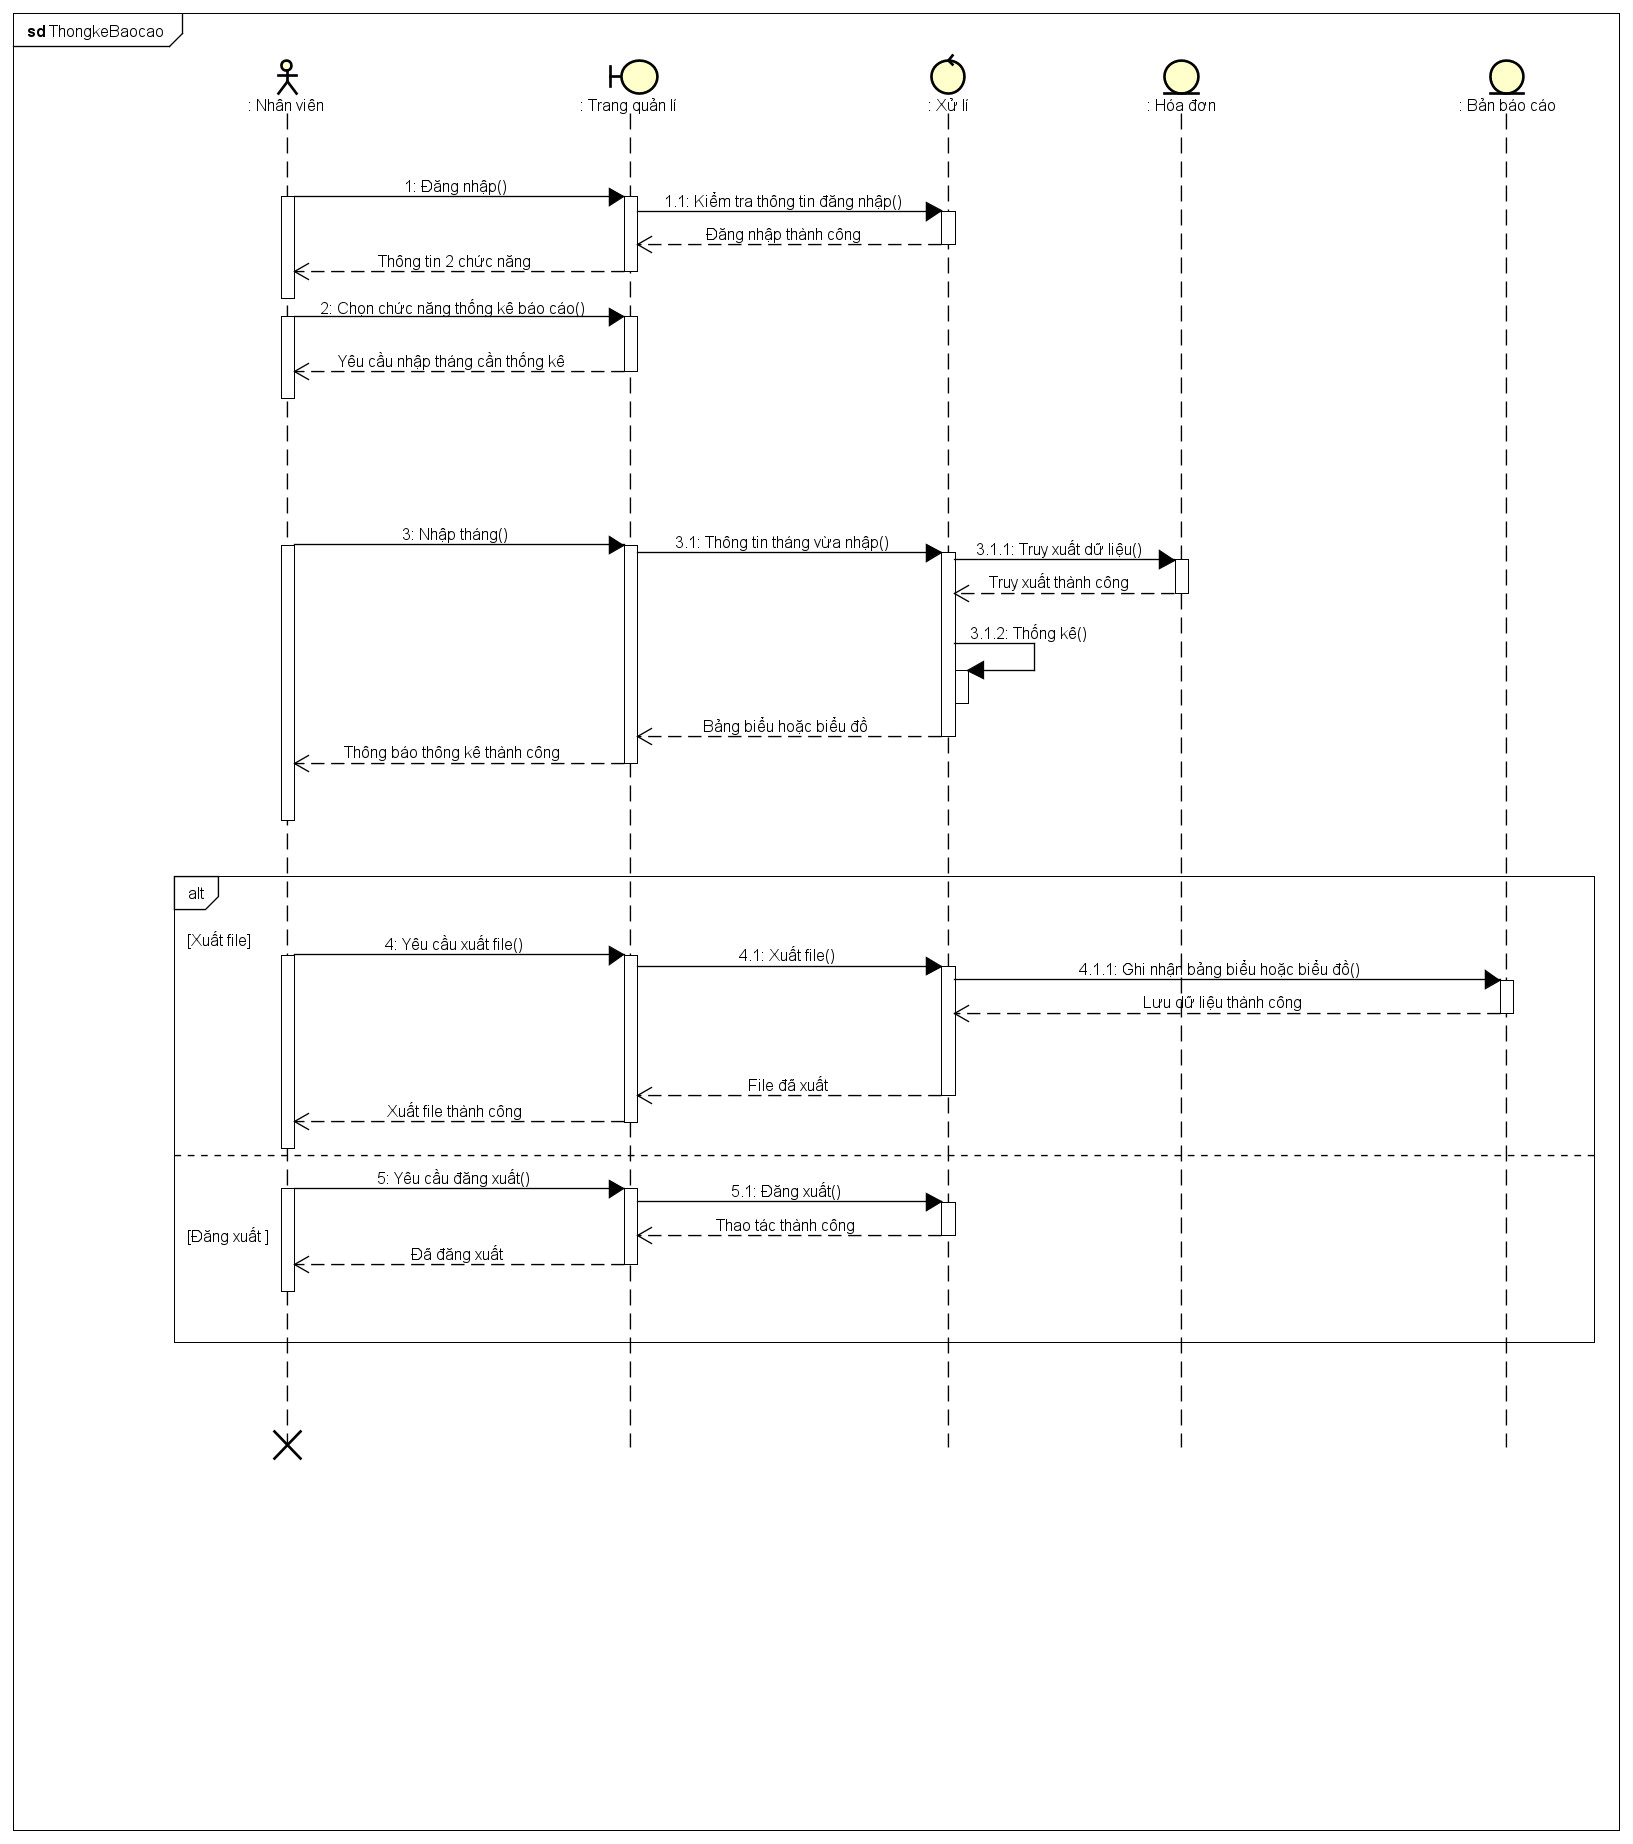 sd ThongkeBaocao
: Nhân viên
: Trang quản lí
: Xử lí
: Hóa đơn
: Bản báo cáo
1: Đăng nhập()
1.1: Kiểm tra thông tin đăng nhập()
Đăng nhập thành công
Thông tin 2 chức năng
2: Chọn chức năng thống kê báo cáo()
Yêu cầu nhập tháng cần thống kê
3: Nhập tháng()
3.1: Thông tin tháng vừa nhập()
3.1.1: Truy xuất dữ liệu()
Truy xuất thành công
3.1.2: Thống kê()
Bảng biểu hoặc biểu đồ
Thông báo thông kê thành công
alt
[Xuất file]
4: Yêu cầu xuất file()
4.1: Xuất file()
4.1.1: Ghi nhận bảng biểu hoặc biểu đồ()
Lưu dữ liệu thành công
File đã xuất
Xuất file thành công
5: Yêu cầu đăng xuất()
5.1: Đăng xuất()
Thao tác thành công
[Đăng xuất ]
Đã đăng xuất